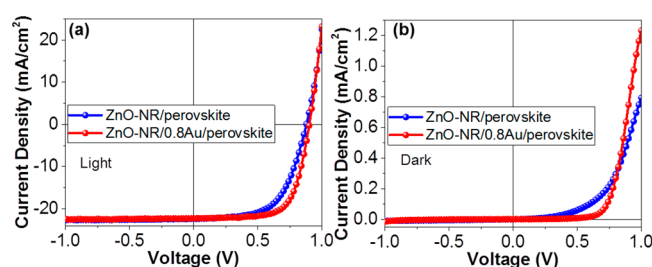 (a)
Current Density (mA/cm²)
20
10
0
-10
-20
ZnO-NR/perovskite
ZnO-NR/0.8Au/perovskite
Light
-1.0 -0.5 0.0 0.5 1.0
Voltage (V)
(b)
Current Density (mA/cm²)
1.2
1.0
0.8
0.6
0.4
0.2
0.0
ZnO-NR/perovskite
ZnO-NR/0.8Au/perovskite
Dark
-1.0 -0.5 0.0 0.5 1.0
Voltage (V)